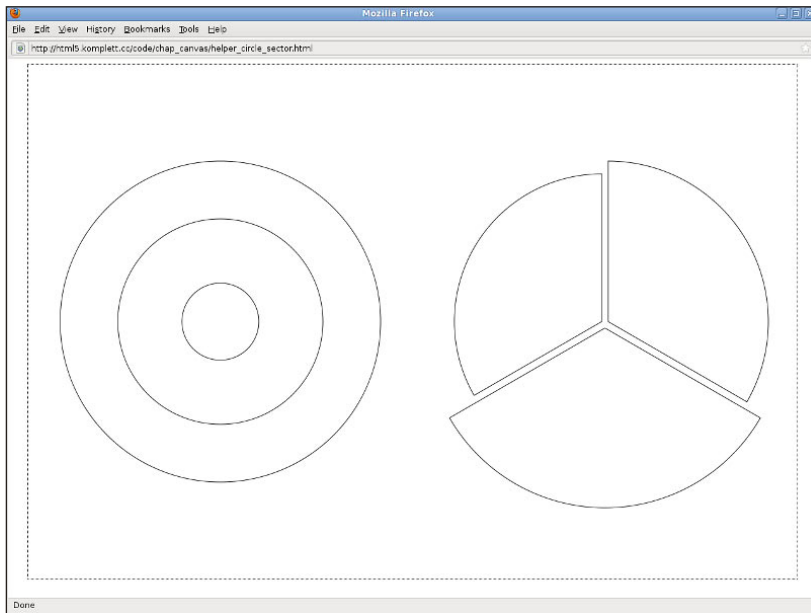 Mozilla Firefox
File Edit View History Bookmarks Tools Help
http://html5.komplett.cc/code/chap_canvas/helper_circle_sector.html
Done